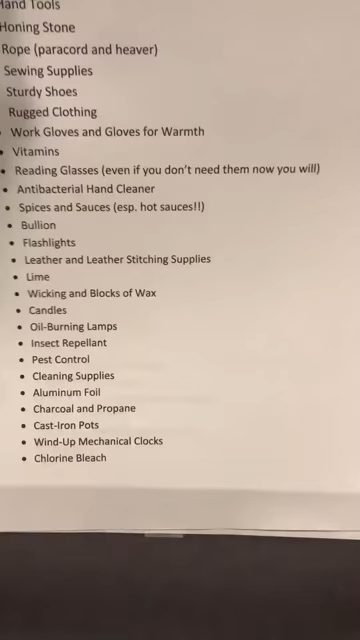 Hand Tools
Honing Stone
Rope (paracord and heaver)
Sewing Supplies
Sturdy Shoes
Rugged Clothing
• Work Gloves and Gloves for Warmth
• Vitamins
• Reading Glasses (even if you don't need them now you will)
• Antibacterial Hand Cleaner
• Spices and Sauces (esp. hot sauces!!)
• Bullion
• Flashlights
• Leather and Leather Stitching Supplies
• Lime
• Wicking and Blocks of Wax
• Candles
• Oil-Burning Lamps
• Insect Repellant
• Pest Control
• Cleaning Supplies
• Aluminum Foil
• Charcoal and Propane
• Cast-Iron Pots
• Wind-Up Mechanical Clocks
• Chlorine Bleach